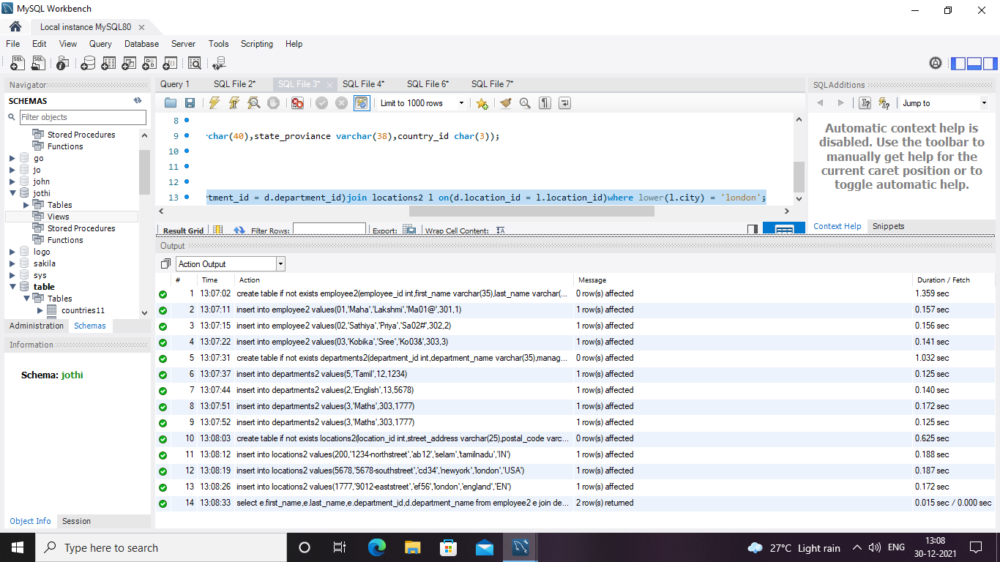 MySQL Workbench
Local instance MySQL80
File Edit View Query Database Server Tools Scripting Help
Navigator
SCHEMAS
Filter objects
Stored Procedures
Functions
go
jo
john
jothi
Tables
Views
Stored Procedures
Functions
logo
sakila
sys
table
Tables
countries11
Administration Schemas
Information
Schema: jothi
Object Info Session
Query 1 SQL File 2* SQL File 3* SQL File 4* SQL File 6* SQL File 7*
Limit to 1000 rows
8
9 rchar(40),state_proviance varchar(38),country_id char(3));
10
11
12
13 rtment_id = d.department_id)join locations2 l on(d.location_id = l.location_id)where lower(l.city) = 'london';
Result Grid Filter Rows: Export: Wrap Cell Content:
SQLAdditions
Jump to
Automatic context help is
disabled. Use the toolbar to
manually get help for the
current caret position or to
toggle automatic help.
Context Help Snippets
Output
Action Output
# Time Action Message Duration / Fetch
1 13:07:02 create table if not exists employee2(employee_id int,first_name varchar(35),last_name varchar(... 0 row(s) affected 1.359 sec
2 13:07:11 insert into employee2 values(01,'Maha','Lakshmi','Ma01@',301,1) 1 row(s) affected 0.157 sec
3 13:07:15 insert into employee2 values(02,'Sathiya','Priya','Sa02#',302,2) 1 row(s) affected 0.156 sec
4 13:07:22 insert into employee2 values(03,'Kobika','Sree','Ko03&',303,3) 1 row(s) affected 0.141 sec
5 13:07:31 create table if not exists departments2(department_id int,department_name varchar(35),manag... 0 row(s) affected 1.032 sec
6 13:07:37 insert into departments2 values(5,'Tamil',12,1234) 1 row(s) affected 0.125 sec
7 13:07:44 insert into departments2 values(2,'English',13,5678) 1 row(s) affected 0.140 sec
8 13:07:51 insert into departments2 values(3,'Maths',303,1777) 1 row(s) affected 0.172 sec
9 13:07:52 insert into departments2 values(3,'Maths',303,1777) 1 row(s) affected 0.125 sec
10 13:08:03 create table if not exists locations2(location_id int,street_address varchar(25),postal_code varc... 0 row(s) affected 0.625 sec
11 13:08:12 insert into locations2 values(200,'1234-northstreet','ab12','selam','tamilnadu','IN') 1 row(s) affected 0.188 sec
12 13:08:19 insert into locations2 values(5678,'5678-southstreet','cd34','newyork','london','USA') 1 row(s) affected 0.187 sec
13 13:08:26 insert into locations2 values(1777,'9012-eaststreet','ef56','london','england','EN') 1 row(s) affected 0.172 sec
14 13:08:33 select e.first_name,e.last_name,e.department_id,d.department_name from employee2 e join de... 2 row(s) returned 0.015 sec / 0.000 sec
Type here to search
27°C Light rain
ENG
13:08
30-12-2021